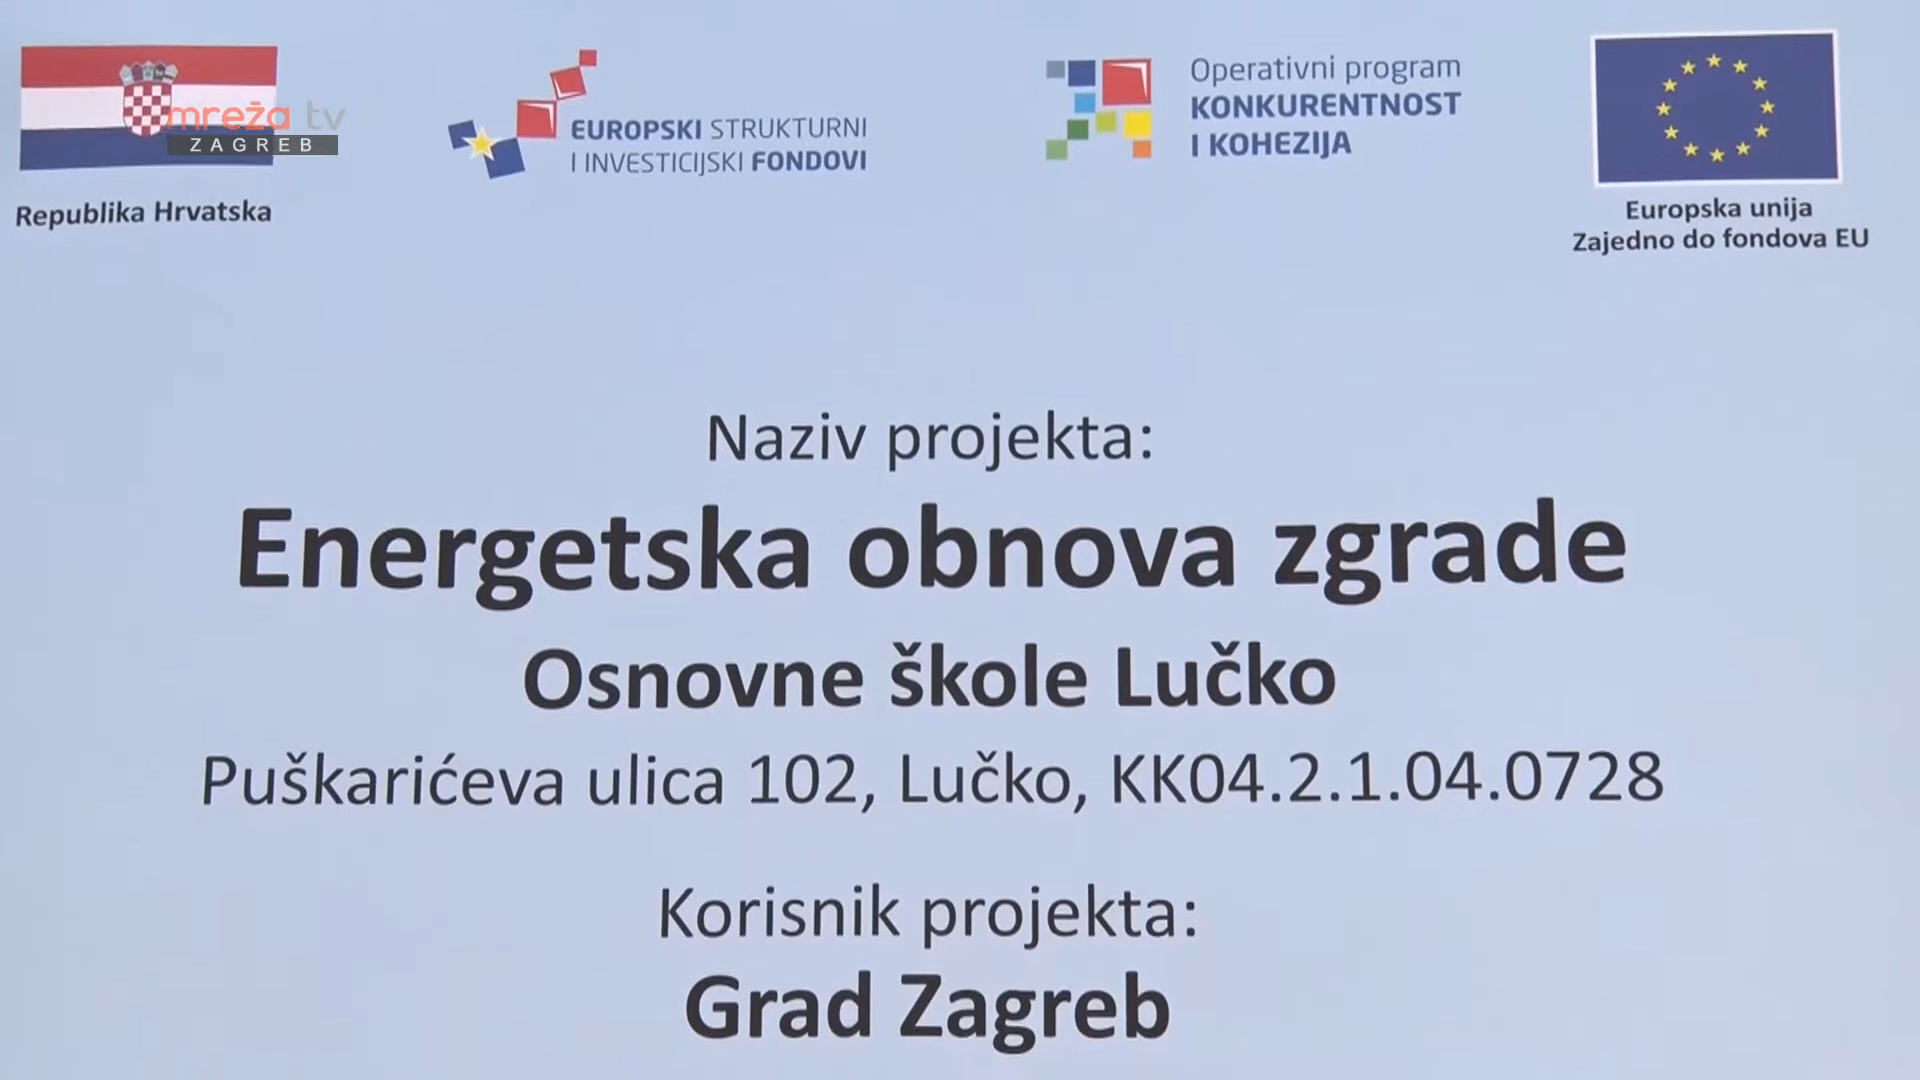 mreža tv
ZAGREB
Republika Hrvatska
EUROPSKI STRUKTURNI
I INVESTICIJSKI FONDOVI
Operativni program
KONKURENTNOST
I KOHEZIJA
Europska unija
Zajedno do fondova EU
Naziv projekta:
Energetska obnova zgrade
Osnovne škole Lučko
Puškarićeva ulica 102, Lučko, KK04.2.1.04.0728
Korisnik projekta:
Grad Zagreb